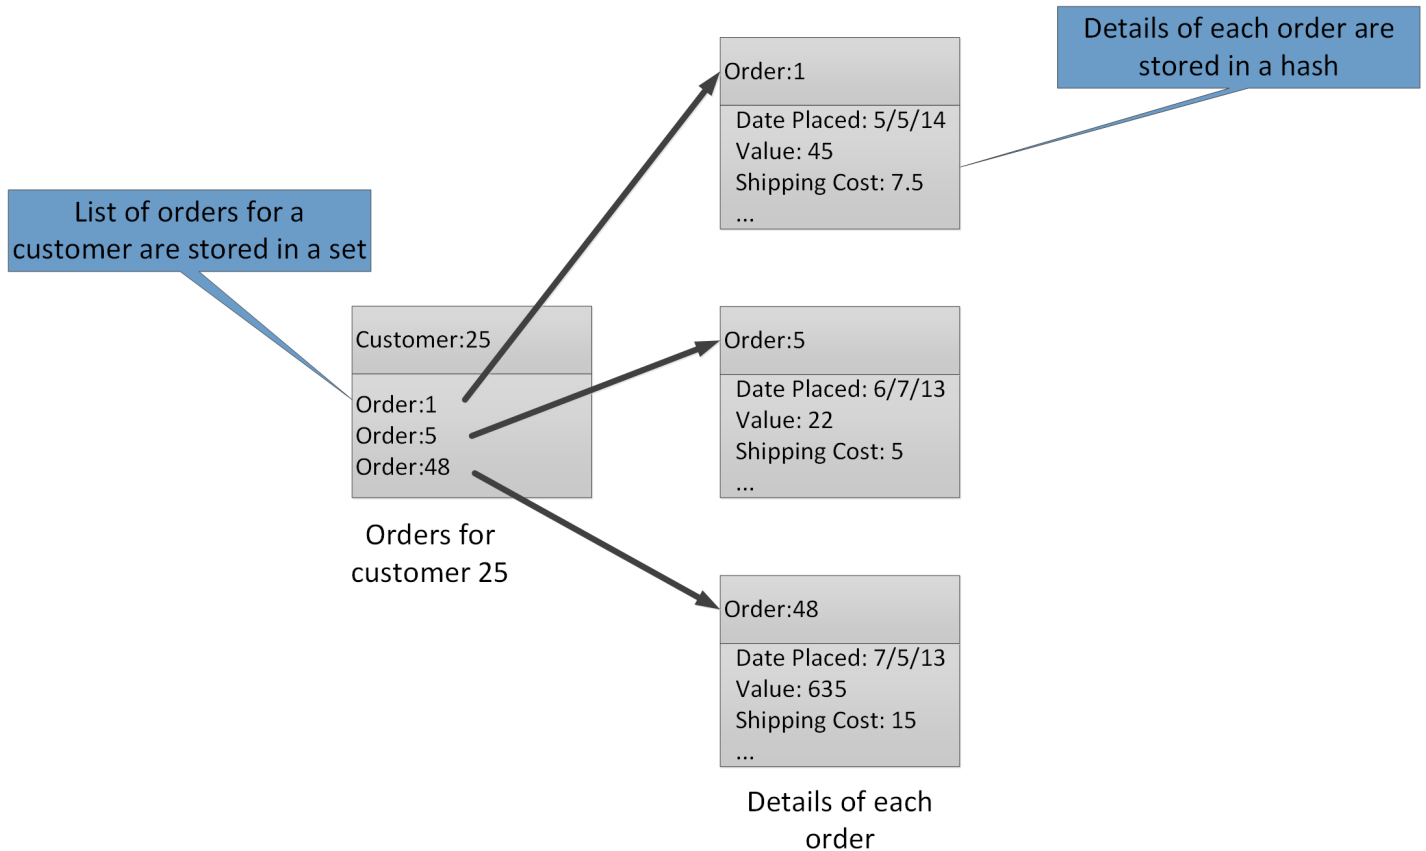 Details of each order are
stored in a hash
Order:1
Date Placed: 5/5/14
Value: 45
Shipping Cost: 7.5
...
List of orders for a
customer are stored in a set
Customer:25
Order:1
Order:5
Order:48
Orders for
customer 25
Order:5
Date Placed: 6/7/13
Value: 22
Shipping Cost: 5
...
Order:48
Date Placed: 7/5/13
Value: 635
Shipping Cost: 15
...
Details of each
order